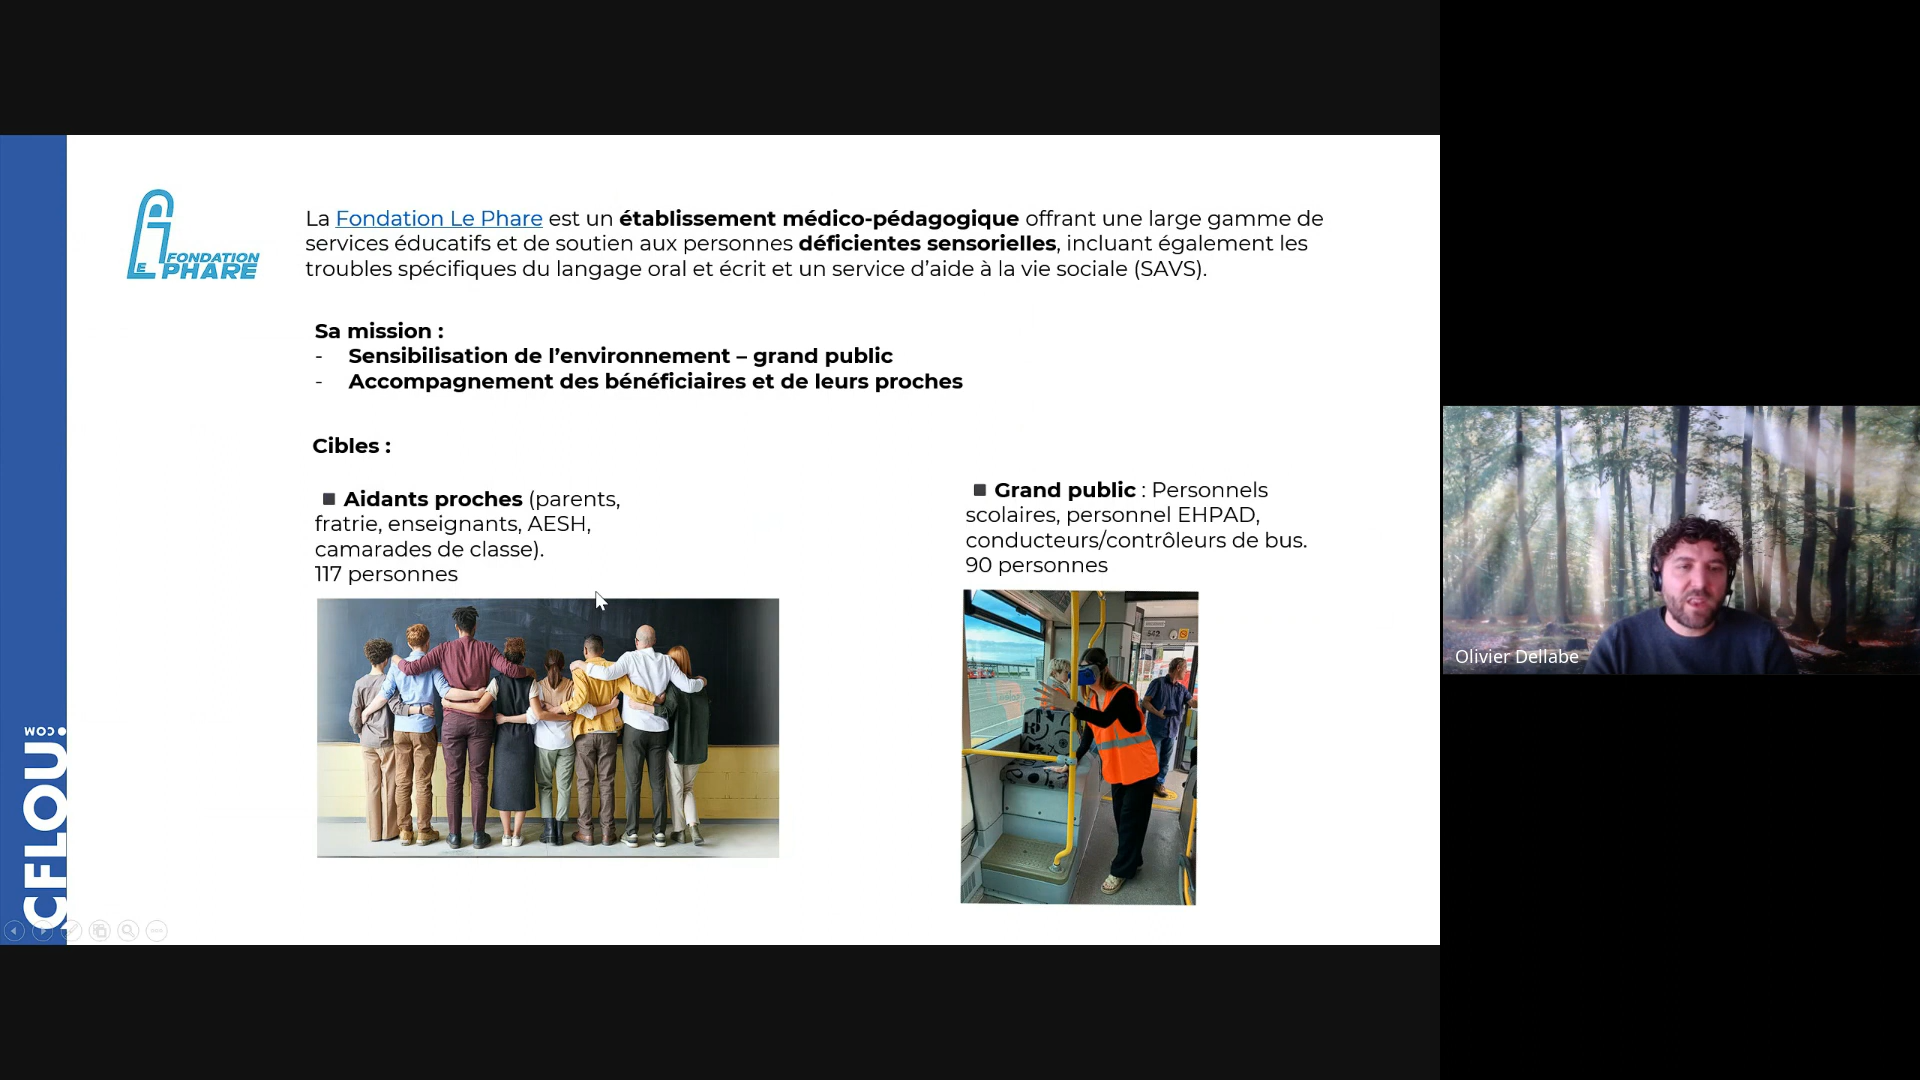 La Fondation Le Phare est un établissement médico-pédagogique offrant une large gamme de
services éducatifs et de soutien aux personnes déficientes sensorielles, incluant également les
troubles spécifiques du langage oral et écrit et un service d’aide à la vie sociale (SAVS).
LE FONDATION
PHARE
Sa mission :
- Sensibilisation de l’environnement – grand public
- Accompagnement des bénéficiaires et de leurs proches
Cibles :
▪ Aidants proches (parents,
fratrie, enseignants, AESH,
camarades de classe).
117 personnes
▪ Grand public : Personnels
scolaires, personnel EHPAD,
conducteurs/contrôleurs de bus.
90 personnes
642
Olivier Dellabe
CFLOU
.COM